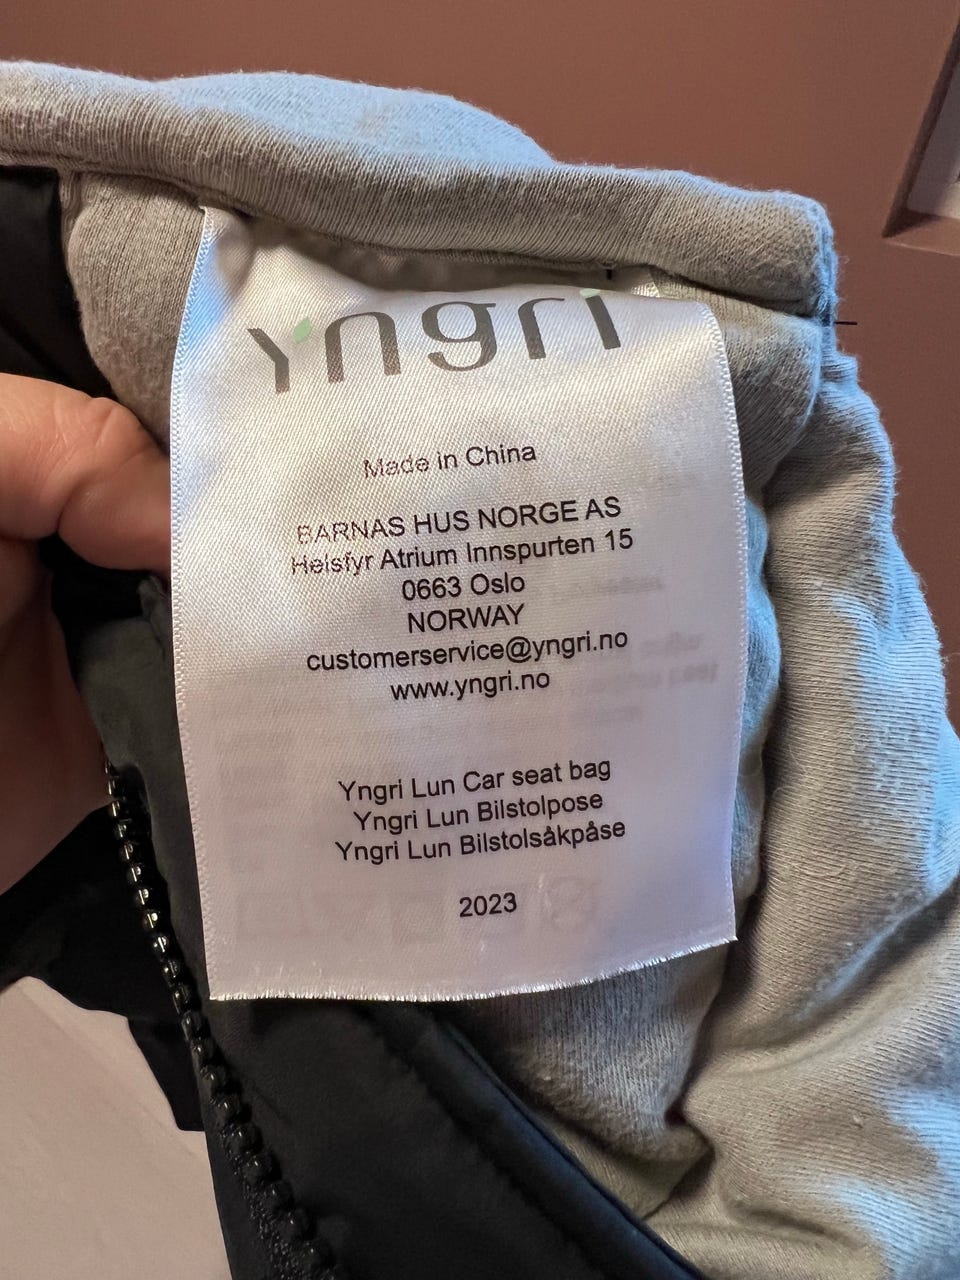 yngri
Made in China
BARNAS HUS NORGE AS
Helsfyr Atrium Innspurten 15
0663 Oslo
NORWAY
customerservice@yngri.no
www.yngri.no
Yngri Lun Car seat bag
Yngri Lun Bilstolpose
Yngri Lun Bilstolsåkpåse
2023